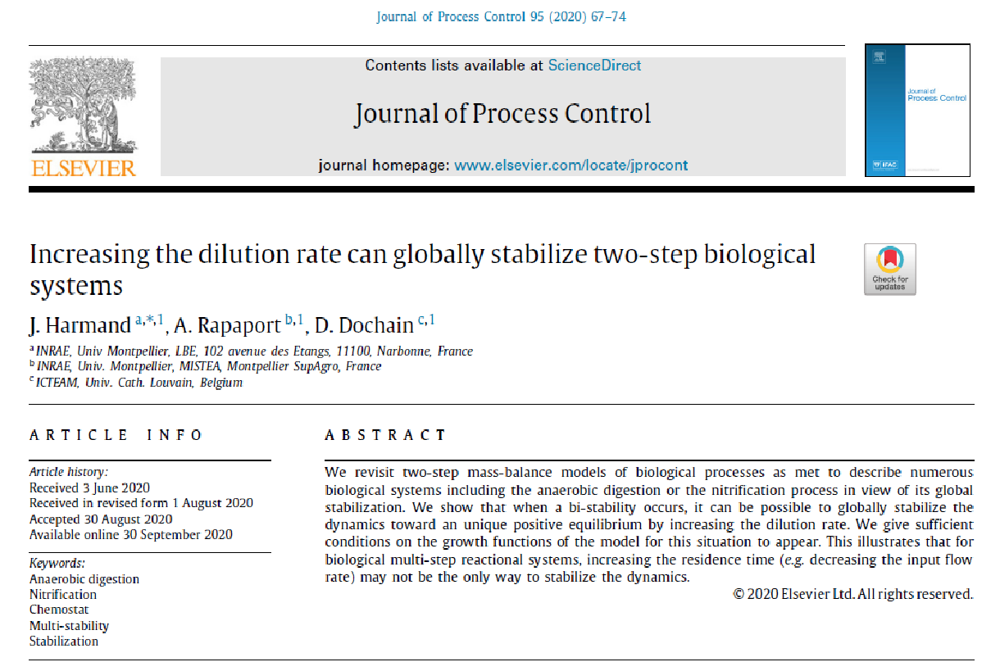 Journal of Process Control 95 (2020) 67–74
Contents lists available at ScienceDirect
Journal of Process Control
journal homepage: www.elsevier.com/locate/jprocont
ELSEVIER
Journal of
Process Control
IFAC
Increasing the dilution rate can globally stabilize two-step biological
systems
Check for
updates
J. Harmand a,*,1, A. Rapaport b,1, D. Dochain c,1
a INRAE, Univ Montpellier, LBE, 102 avenue des Etangs, 11100, Narbonne, France
b INRAE, Univ. Montpellier, MISTEA, Montpellier SupAgro, France
c ICTEAM, Univ. Cath. Louvain, Belgium
ARTICLE INFO
Article history:
Received 3 June 2020
Received in revised form 1 August 2020
Accepted 30 August 2020
Available online 30 September 2020
Keywords:
Anaerobic digestion
Nitrification
Chemostat
Multi-stability
Stabilization
ABSTRACT
We revisit two-step mass-balance models of biological processes as met to describe numerous
biological systems including the anaerobic digestion or the nitrification process in view of its global
stabilization. We show that when a bi-stability occurs, it can be possible to globally stabilize the
dynamics toward an unique positive equilibrium by increasing the dilution rate. We give sufficient
conditions on the growth functions of the model for this situation to appear. This illustrates that for
biological multi-step reactional systems, increasing the residence time (e.g. decreasing the input flow
rate) may not be the only way to stabilize the dynamics.
© 2020 Elsevier Ltd. All rights reserved.